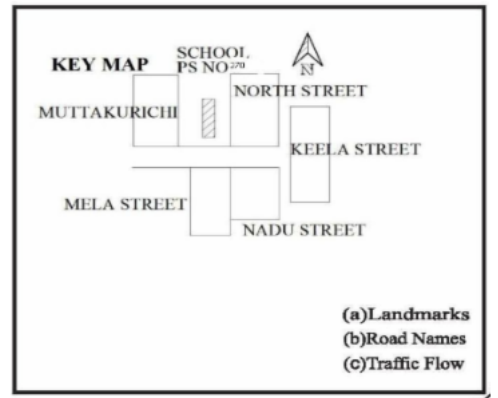 KEY MAP
SCHOOL
PS NO 270
N
NORTH STREET
MUTTAKURICHI
KEELA STREET
MELA STREET
NADU STREET
(a)Landmarks
(b)Road Names
(c)Traffic Flow